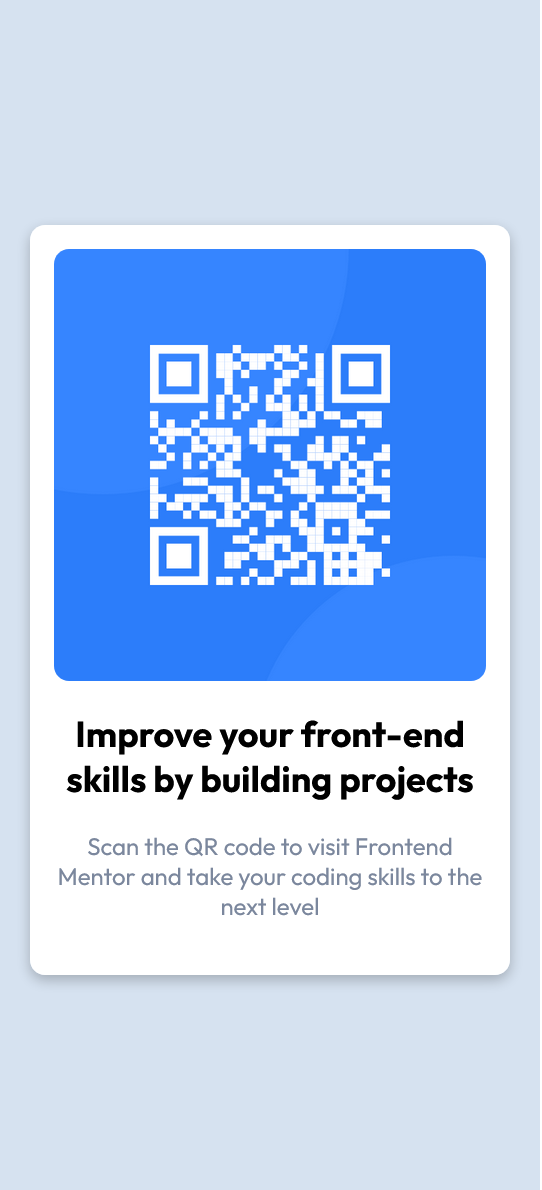 Improve your front-end
skills by building projects
Scan the QR code to visit Frontend
Mentor and take your coding skills to the
next level